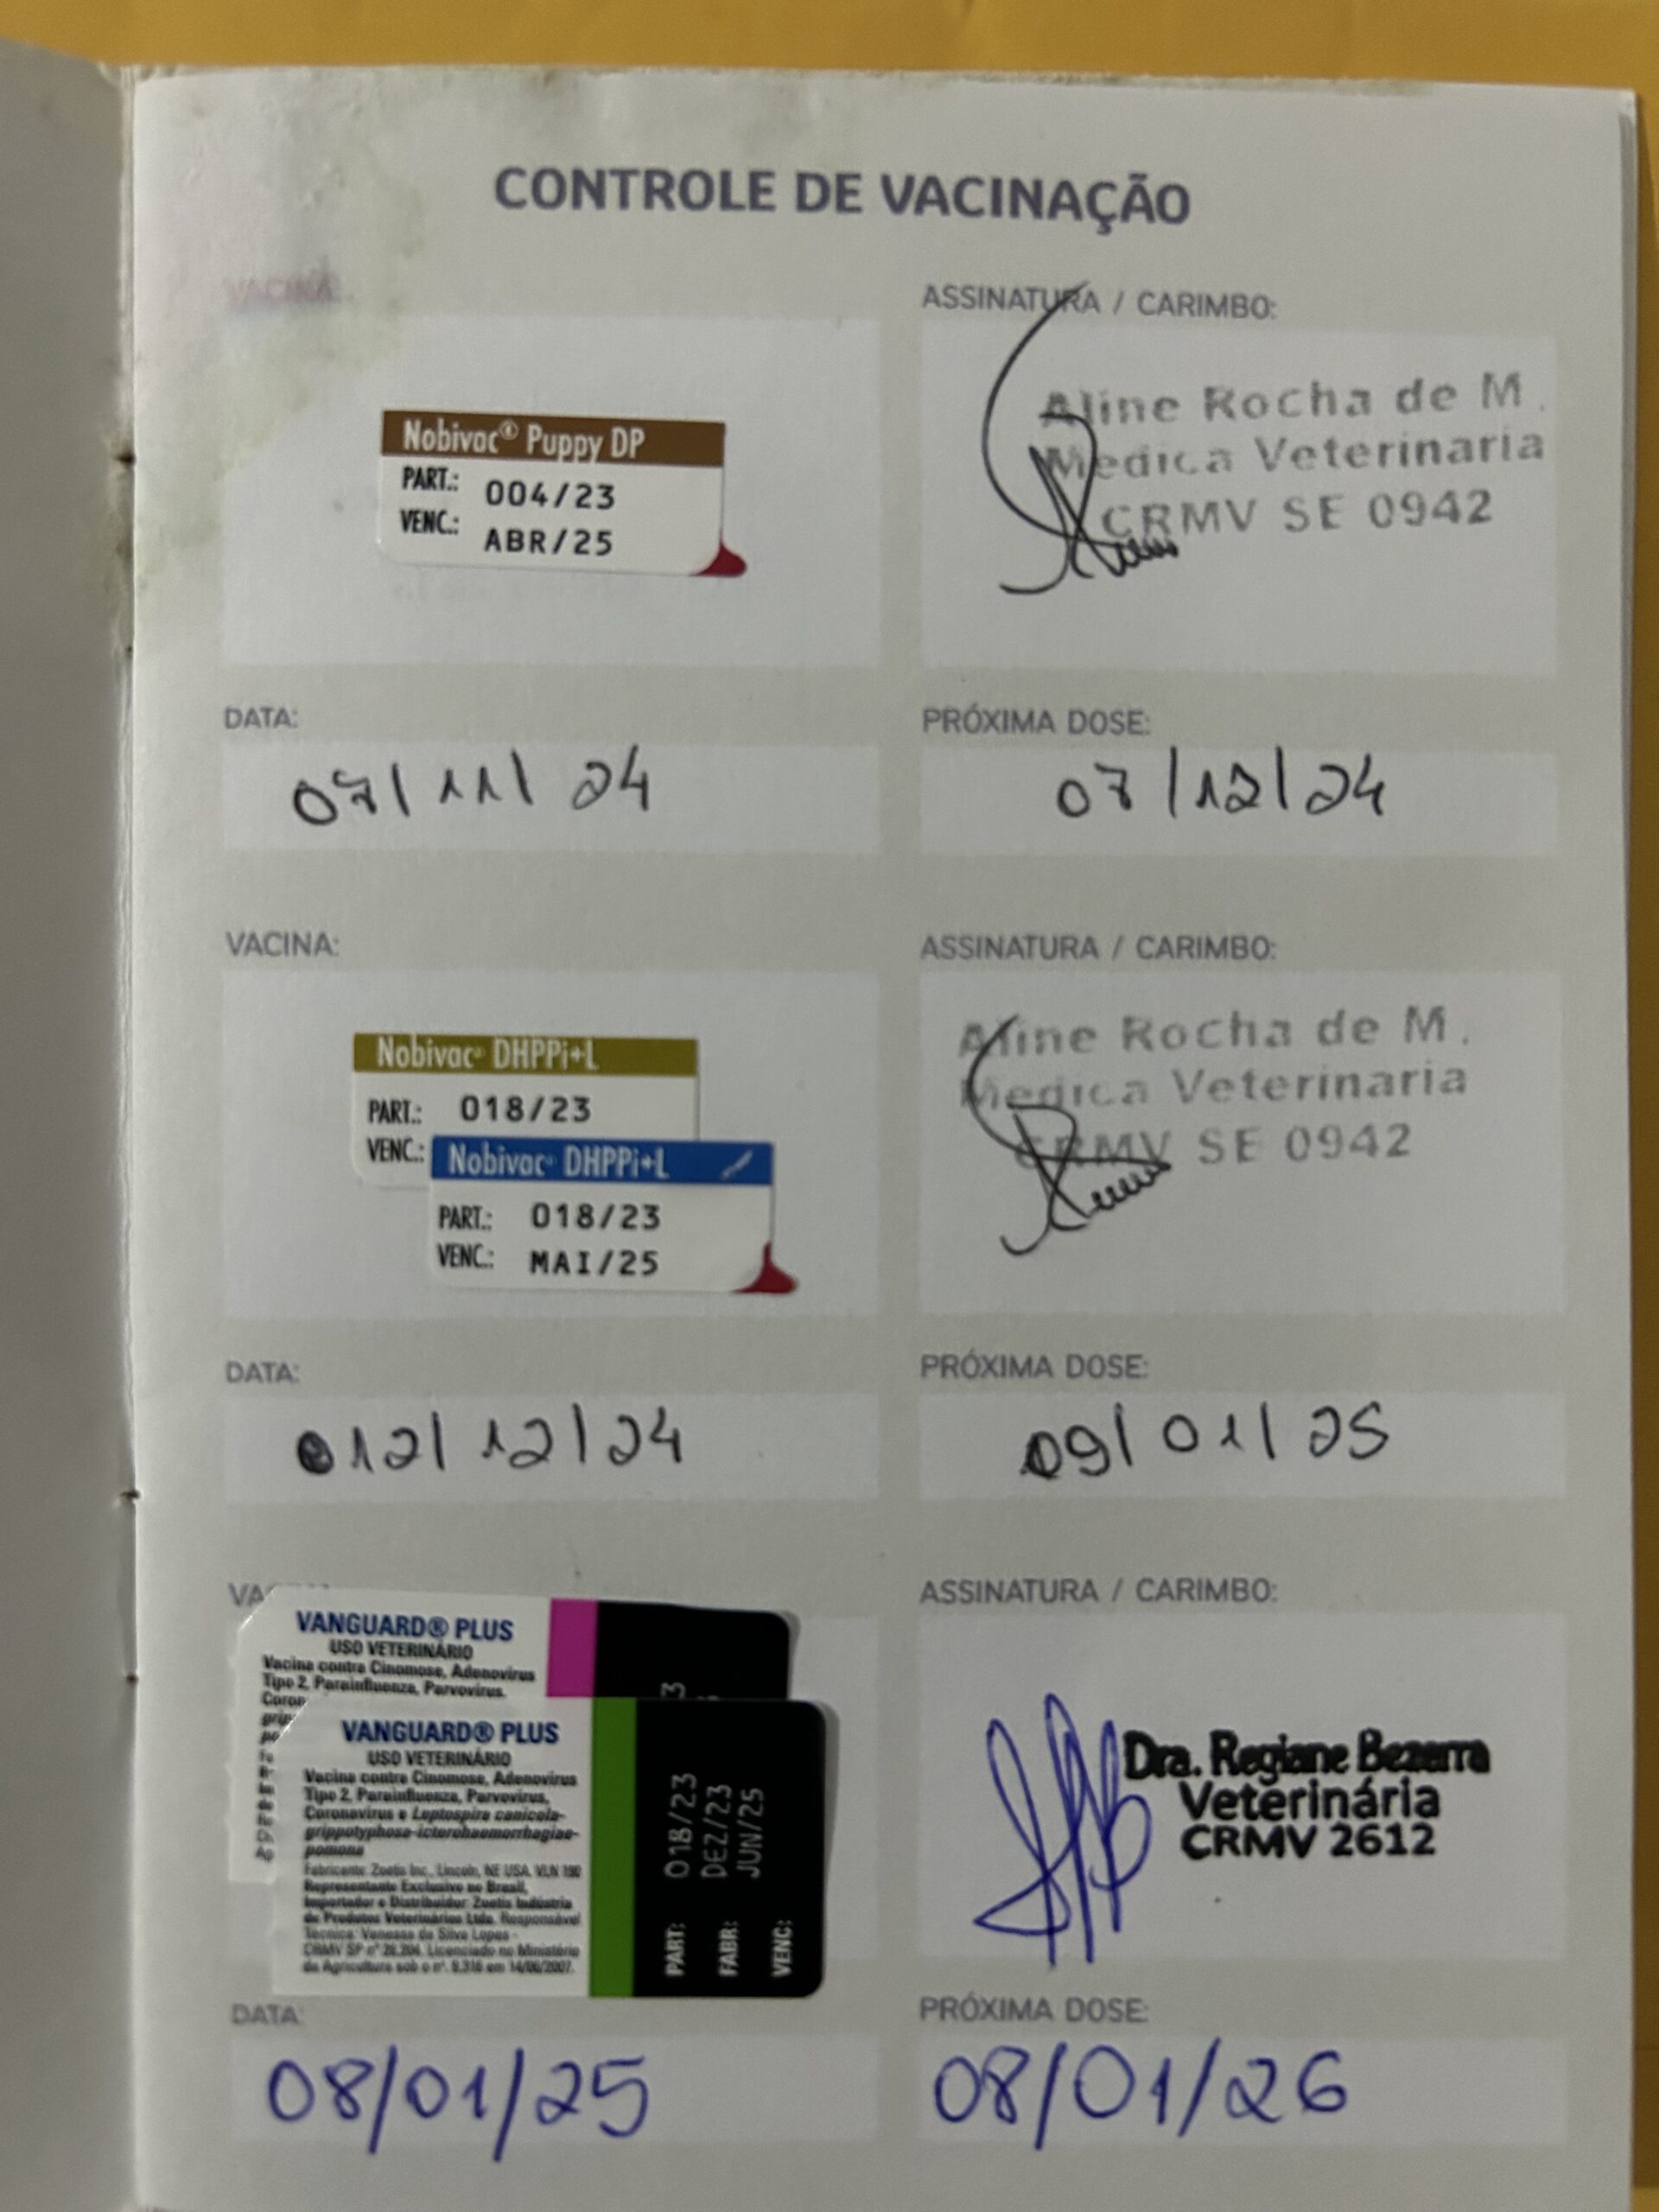 CONTROLE DE VACINAÇÃO
VACINA:
ASSINATURA / CARIMBO:
Nobivac® Puppy DP
PART.: 004/23
VENC.: ABR/25
Aline Rocha de M.
Medica Veterinaria
CRMV SE 0942
DATA:
07/11/24
PRÓXIMA DOSE:
07/12/24
VACINA:
ASSINATURA / CARIMBO:
Nobivac® DHPPi+L
PART.: 018/23
VENC.:
Nobivac® DHPPi+L
PART.: 018/23
VENC.: MAI/25
Aline Rocha de M.
Medica Veterinaria
CRMV SE 0942
DATA:
12/12/24
PRÓXIMA DOSE:
09/01/25
VA
ASSINATURA / CARIMBO:
VANGUARD® PLUS
USO VETERINÁRIO
Vacina contra Cinomose, Adenovirus
Tipo 2, Parainfluenza, Parvovirus,
VANGUARD® PLUS
USO VETERINÁRIO
Vacina contra Cinomose, Adenovirus
Tipo 2, Parainfluenza, Parvovirus,
Coronavirus e Leptospira canicola-
grippotyphosa-icterohaemorrhagiae-
pomona
Fabricante: Zoetis Inc., Lincoln, NE USA. VLN 190
Representante Exclusivo no Brasil,
Importador e Distribuidor: Zoetis Indústria
de Produtos Veterinários Ltda. Responsável
Técnica: Vanessa da Silva Lopes -
CRMV SP nº 28.204. Licenciado no Ministério
da Agricultura sob o nº. 9.316 em 14/06/2007.
PART: 018/23
FABR: DEZ/23
VENC: JUN/25
Dra. Regiane Bezerra
Veterinária
CRMV 2612
DATA:
08/01/25
PRÓXIMA DOSE:
08/01/26